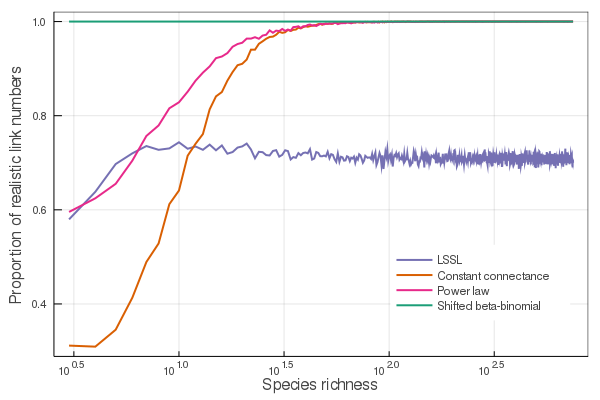 Proportion of realistic link numbers
1.0
0.8
0.6
0.4
LSSL
Constant connectance
Power law
Shifted beta-binomial
10^0.5 10^1.0 10^1.5 10^2.0 10^2.5
Species richness